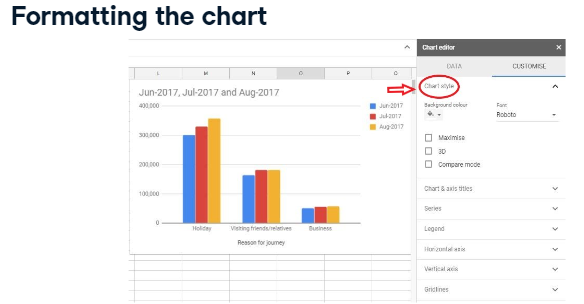 Formatting the chart
Chart editor
DATA CUSTOMISE
L M N O P Q
Jun-2017, Jul-2017 and Aug-2017
400,000
300,000
200,000
100,000
0
Holiday Visiting friends/relatives Business
Reason for journey
Jun-2017
Jul-2017
Aug-2017
Chart style
Background colour Font
Roboto
Maximise
3D
Compare mode
Chart & axis titles
Series
Legend
Horizontal axis
Vertical axis
Gridlines